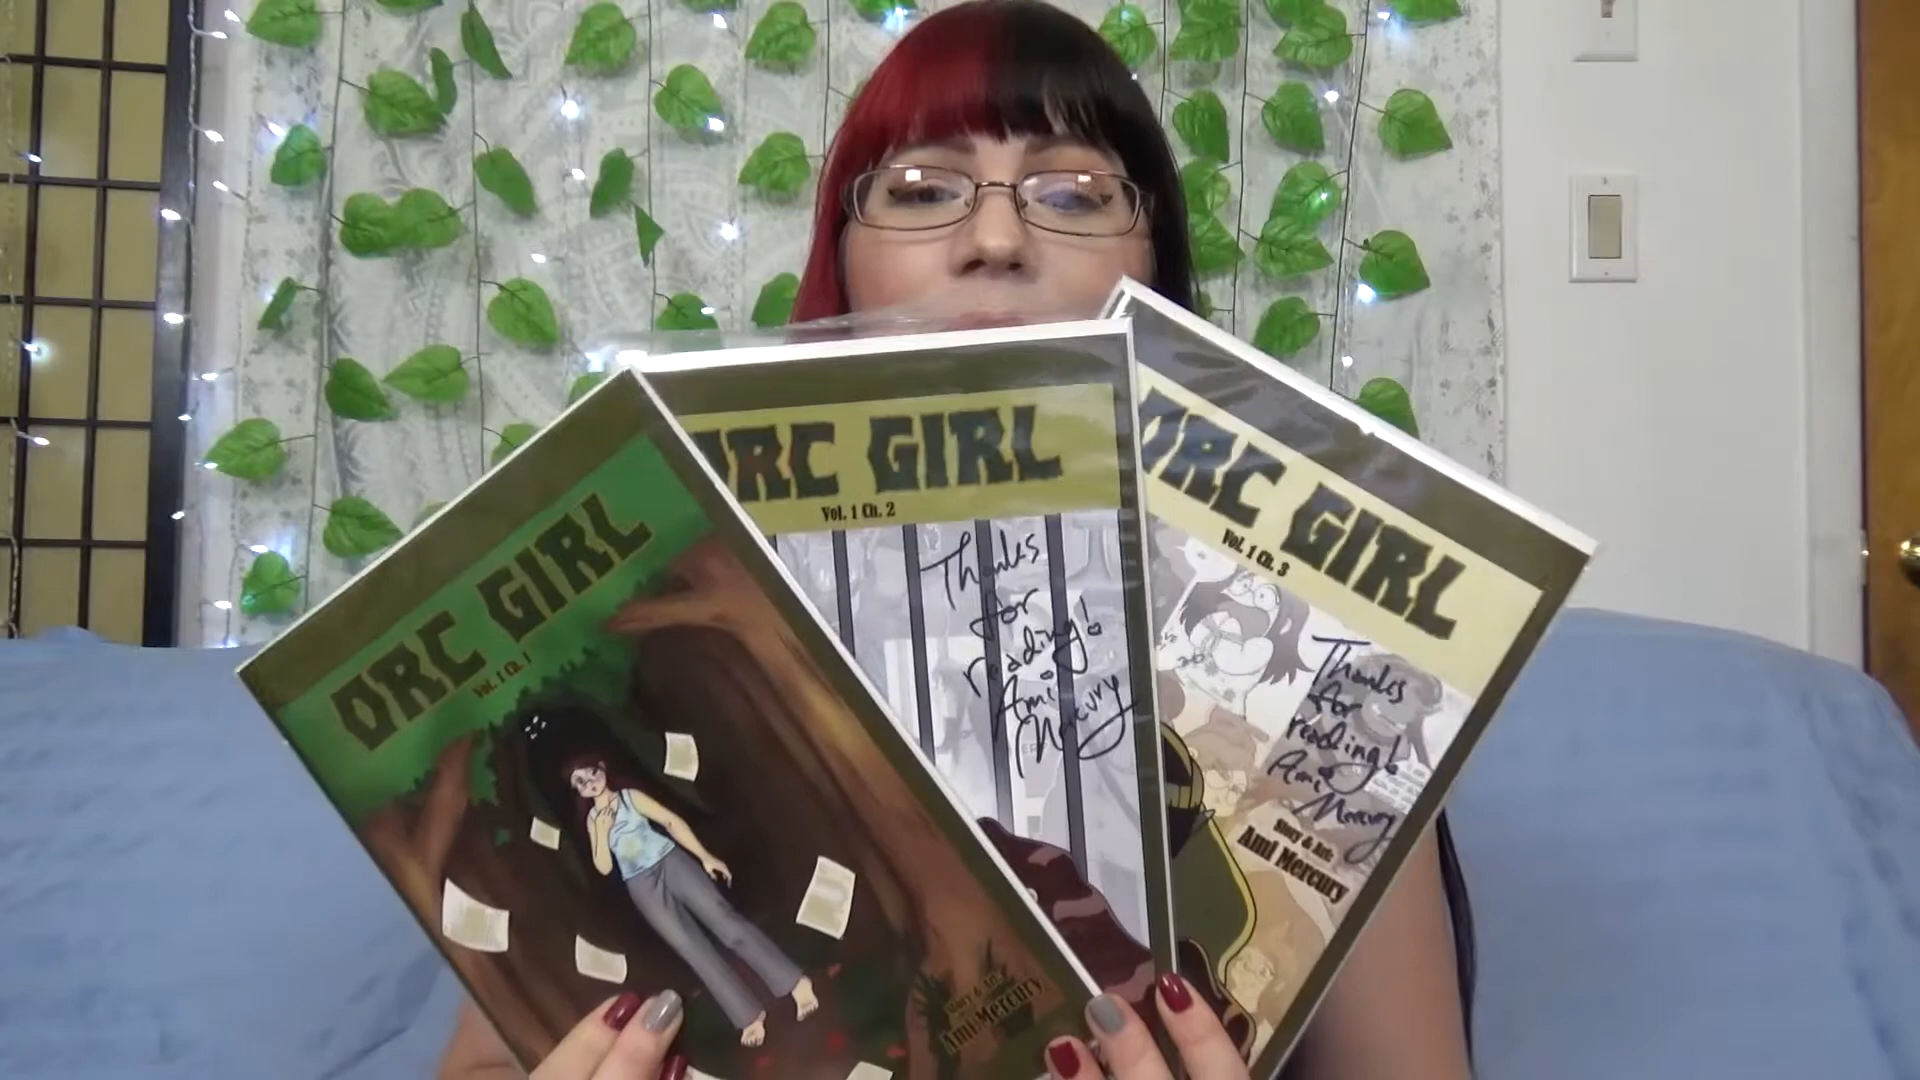 ORC GIRL
Vol. 1 Ch. 1
Story & Art:
Ami Mercury
ORC GIRL
Vol. 1 Ch. 2
Thanks
for
reading!
Ami
Mercury
ORC GIRL
Vol. 1 Ch. 3
Thanks
for
reading!
Ami
Mercury
Story & Art:
Ami Mercury